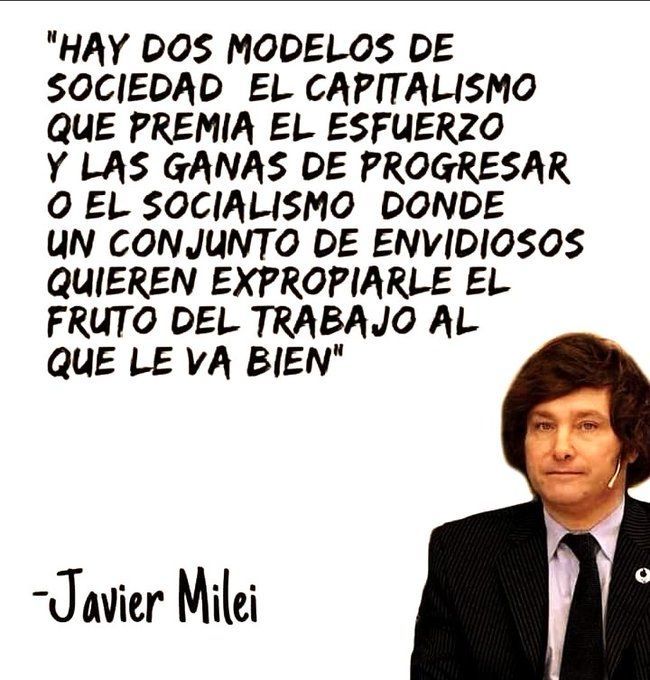 "HAY DOS MODELOS DE
SOCIEDAD EL CAPITALISMO
QUE PREMIA EL ESFUERZO
Y LAS GANAS DE PROGRESAR
O EL SOCIALISMO DONDE
UN CONJUNTO DE ENVIDIOSOS
QUIEREN EXPROPIARLE EL
FRUTO DEL TRABAJO AL
QUE LE VA BIEN"
-Javier Milei